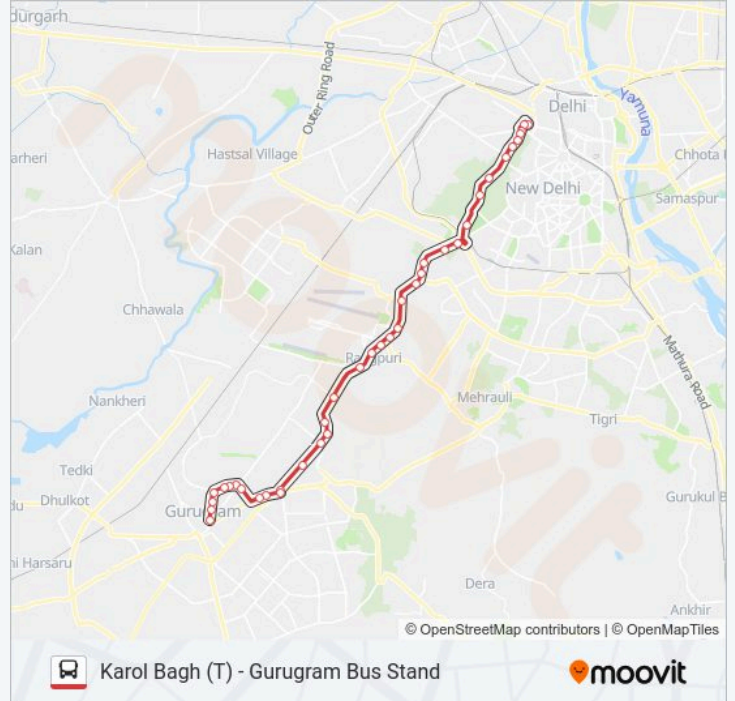 durgarh
Outer Ring Road
Delhi
Yamuna
arheri
Hastsal Village
Chhota
New Delhi
Samaspur
Kalan
Chhawala
Mathura Road
Nankheri
Mehrauli
Tigri
Tedki
Dhulkot
Gurugram
Gurukul B
ni Harsaru
Dera
Ankhir
© OpenStreetMap contributors | © OpenMapTiles
Karol Bagh (T) - Gurugram Bus Stand
moovit